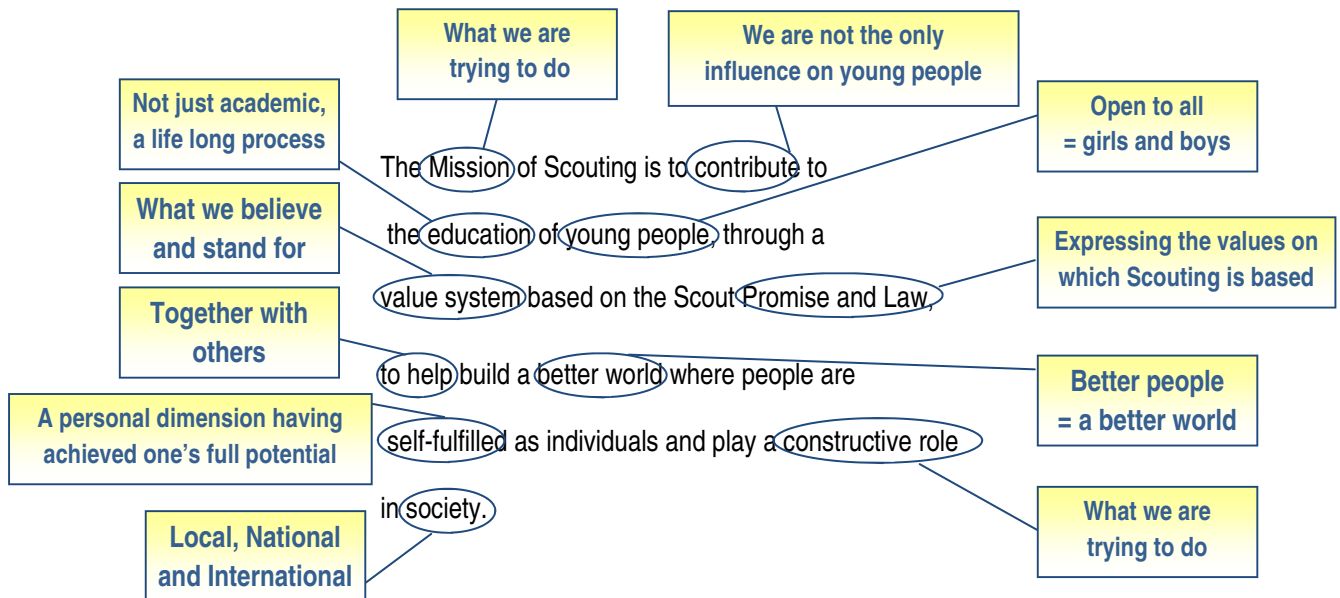 What we are
trying to do
We are not the only
influence on young people
Not just academic,
a life long process
Open to all
= girls and boys
The Mission of Scouting is to contribute to
the education of young people, through a
value system based on the Scout Promise and Law,
to help build a better world where people are
self-fulfilled as individuals and play a constructive role
in society.
What we believe
and stand for
Expressing the values on
which Scouting is based
Together with
others
Better people
= a better world
A personal dimension having
achieved one's full potential
What we are
trying to do
Local, National
and International